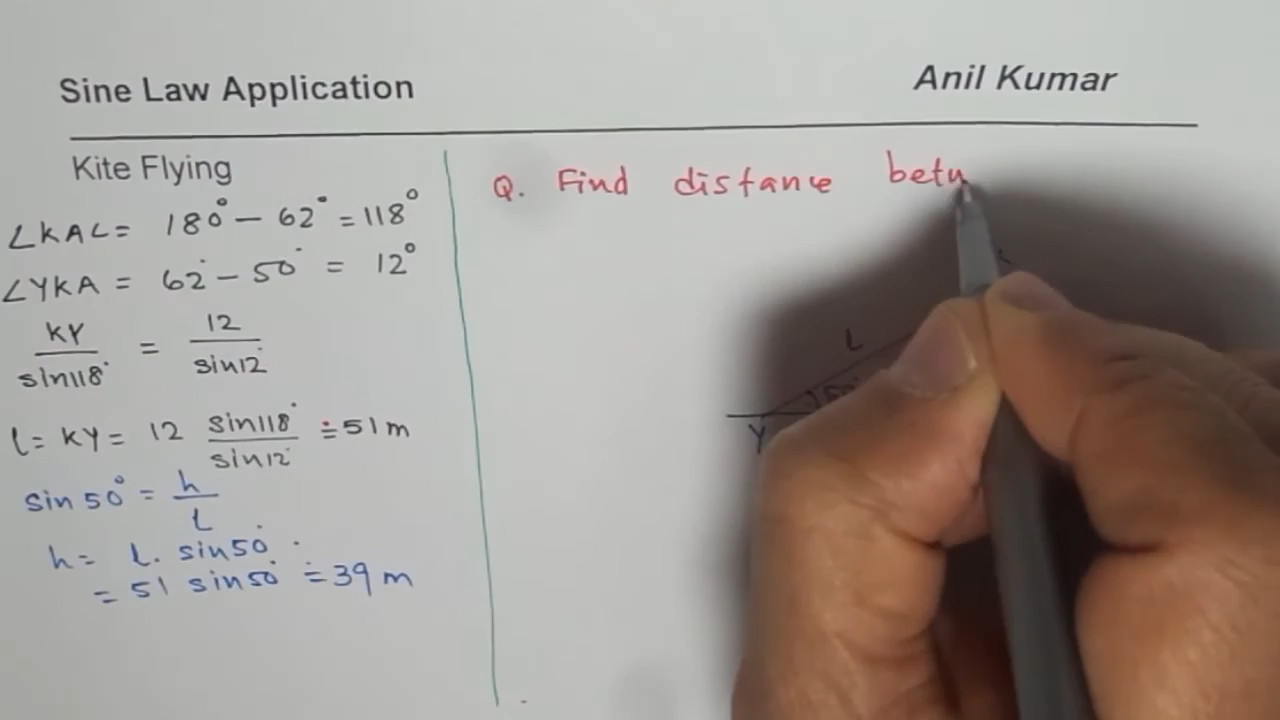 Sine Law Application
Anil Kumar
Kite Flying
∠KAL = 180° - 62° = 118°
∠YKA = 62° - 50° = 12°
KY/sin118° = 12/sin12°
l = KY = 12 sin118°/sin12° ≐ 51 m
sin 50° = h/L
h = L. sin50°
= 51 sin50° ≐ 39 m
Q. Find distance betw
L
50°
Y